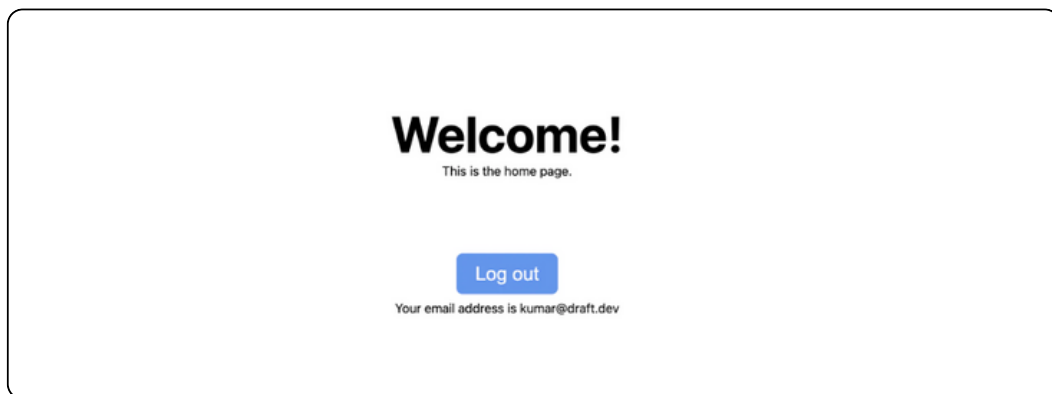 Welcome!
This is the home page.
Log out
Your email address is kumar@draft.dev